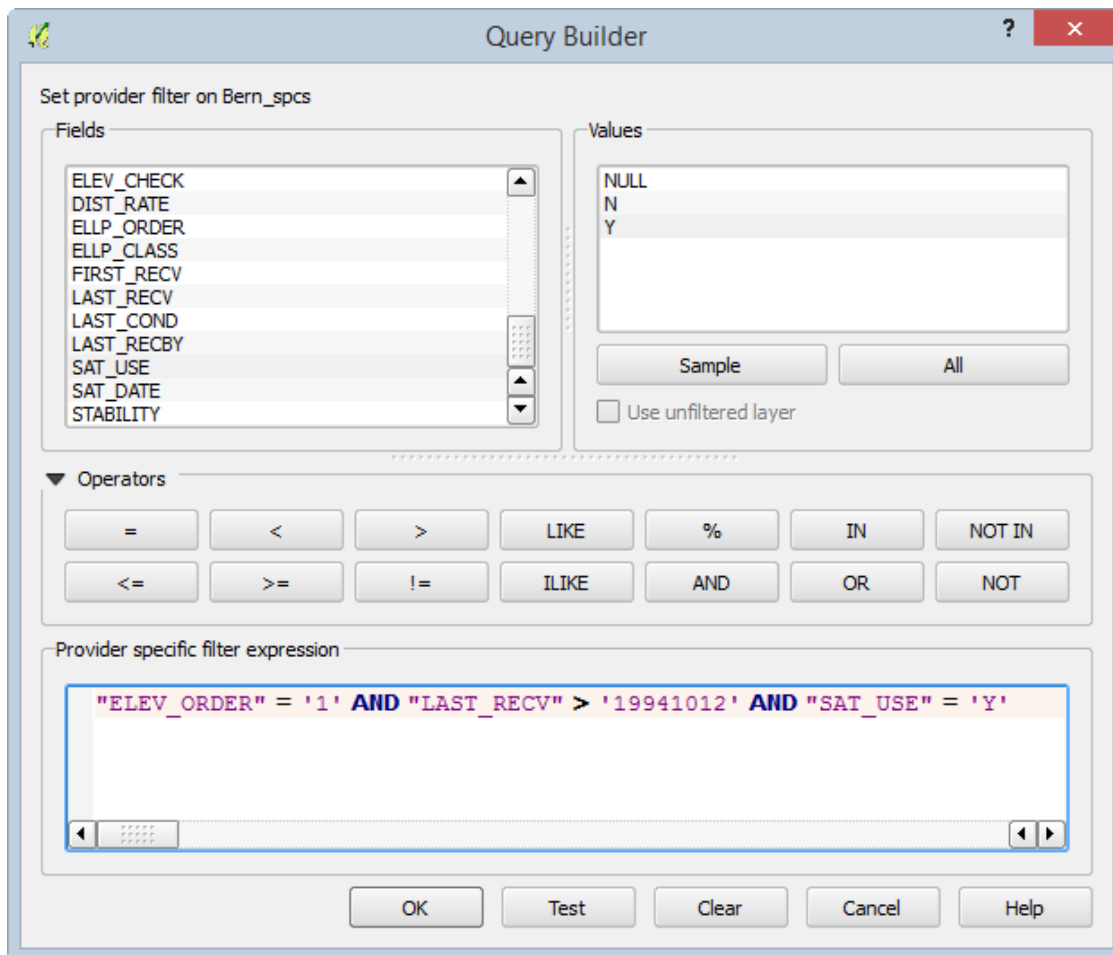 Query Builder
?
×
Set provider filter on Bern_spcs
Fields
ELEV_CHECK
DIST_RATE
ELLP_ORDER
ELLP_CLASS
FIRST_RECV
LAST_RECV
LAST_COND
LAST_RECBY
SAT_USE
SAT_DATE
STABILITY
Values
NULL
N
Y
Sample All
Use unfiltered layer
Operators
= < > LIKE % IN NOT IN
<= >= != ILIKE AND OR NOT
Provider specific filter expression
"ELEV_ORDER" = '1' AND "LAST_RECV" > '19941012' AND "SAT_USE" = 'Y'
OK Test Clear Cancel Help